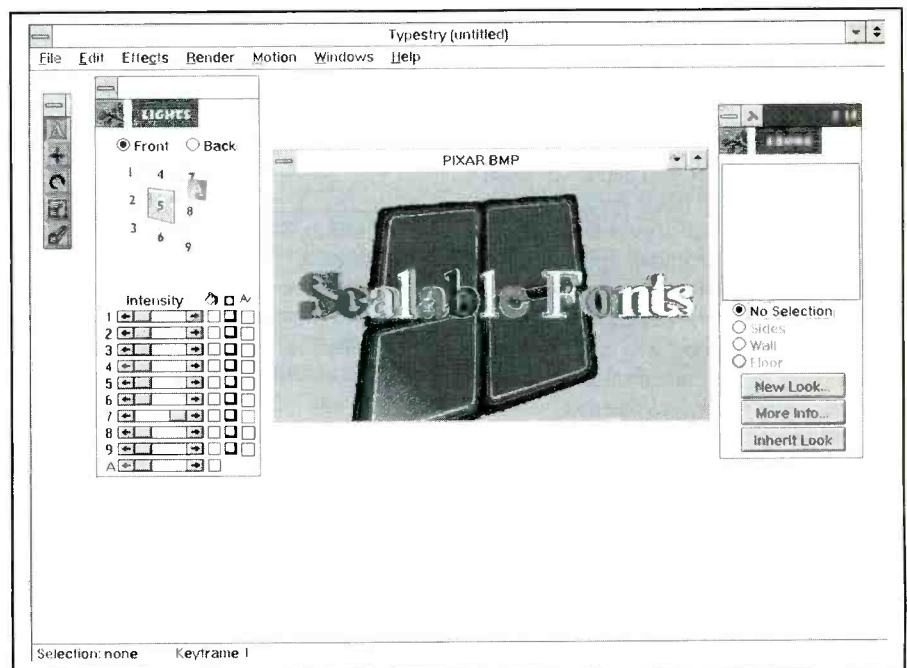 Typestry (untitled)
File Edit Effects Render Motion Windows Help
LIGHTS
Front Back
1 4 7
2 5 8
3 6 9
A
PIXAR BMP
Scalable Fonts
Intensity
1
2
3
4
5
6
7
8
9
A
No Selection
Sides
Wall
Floor
New Look...
More Info...
Inherit Look
Selection: none Keyframe 1